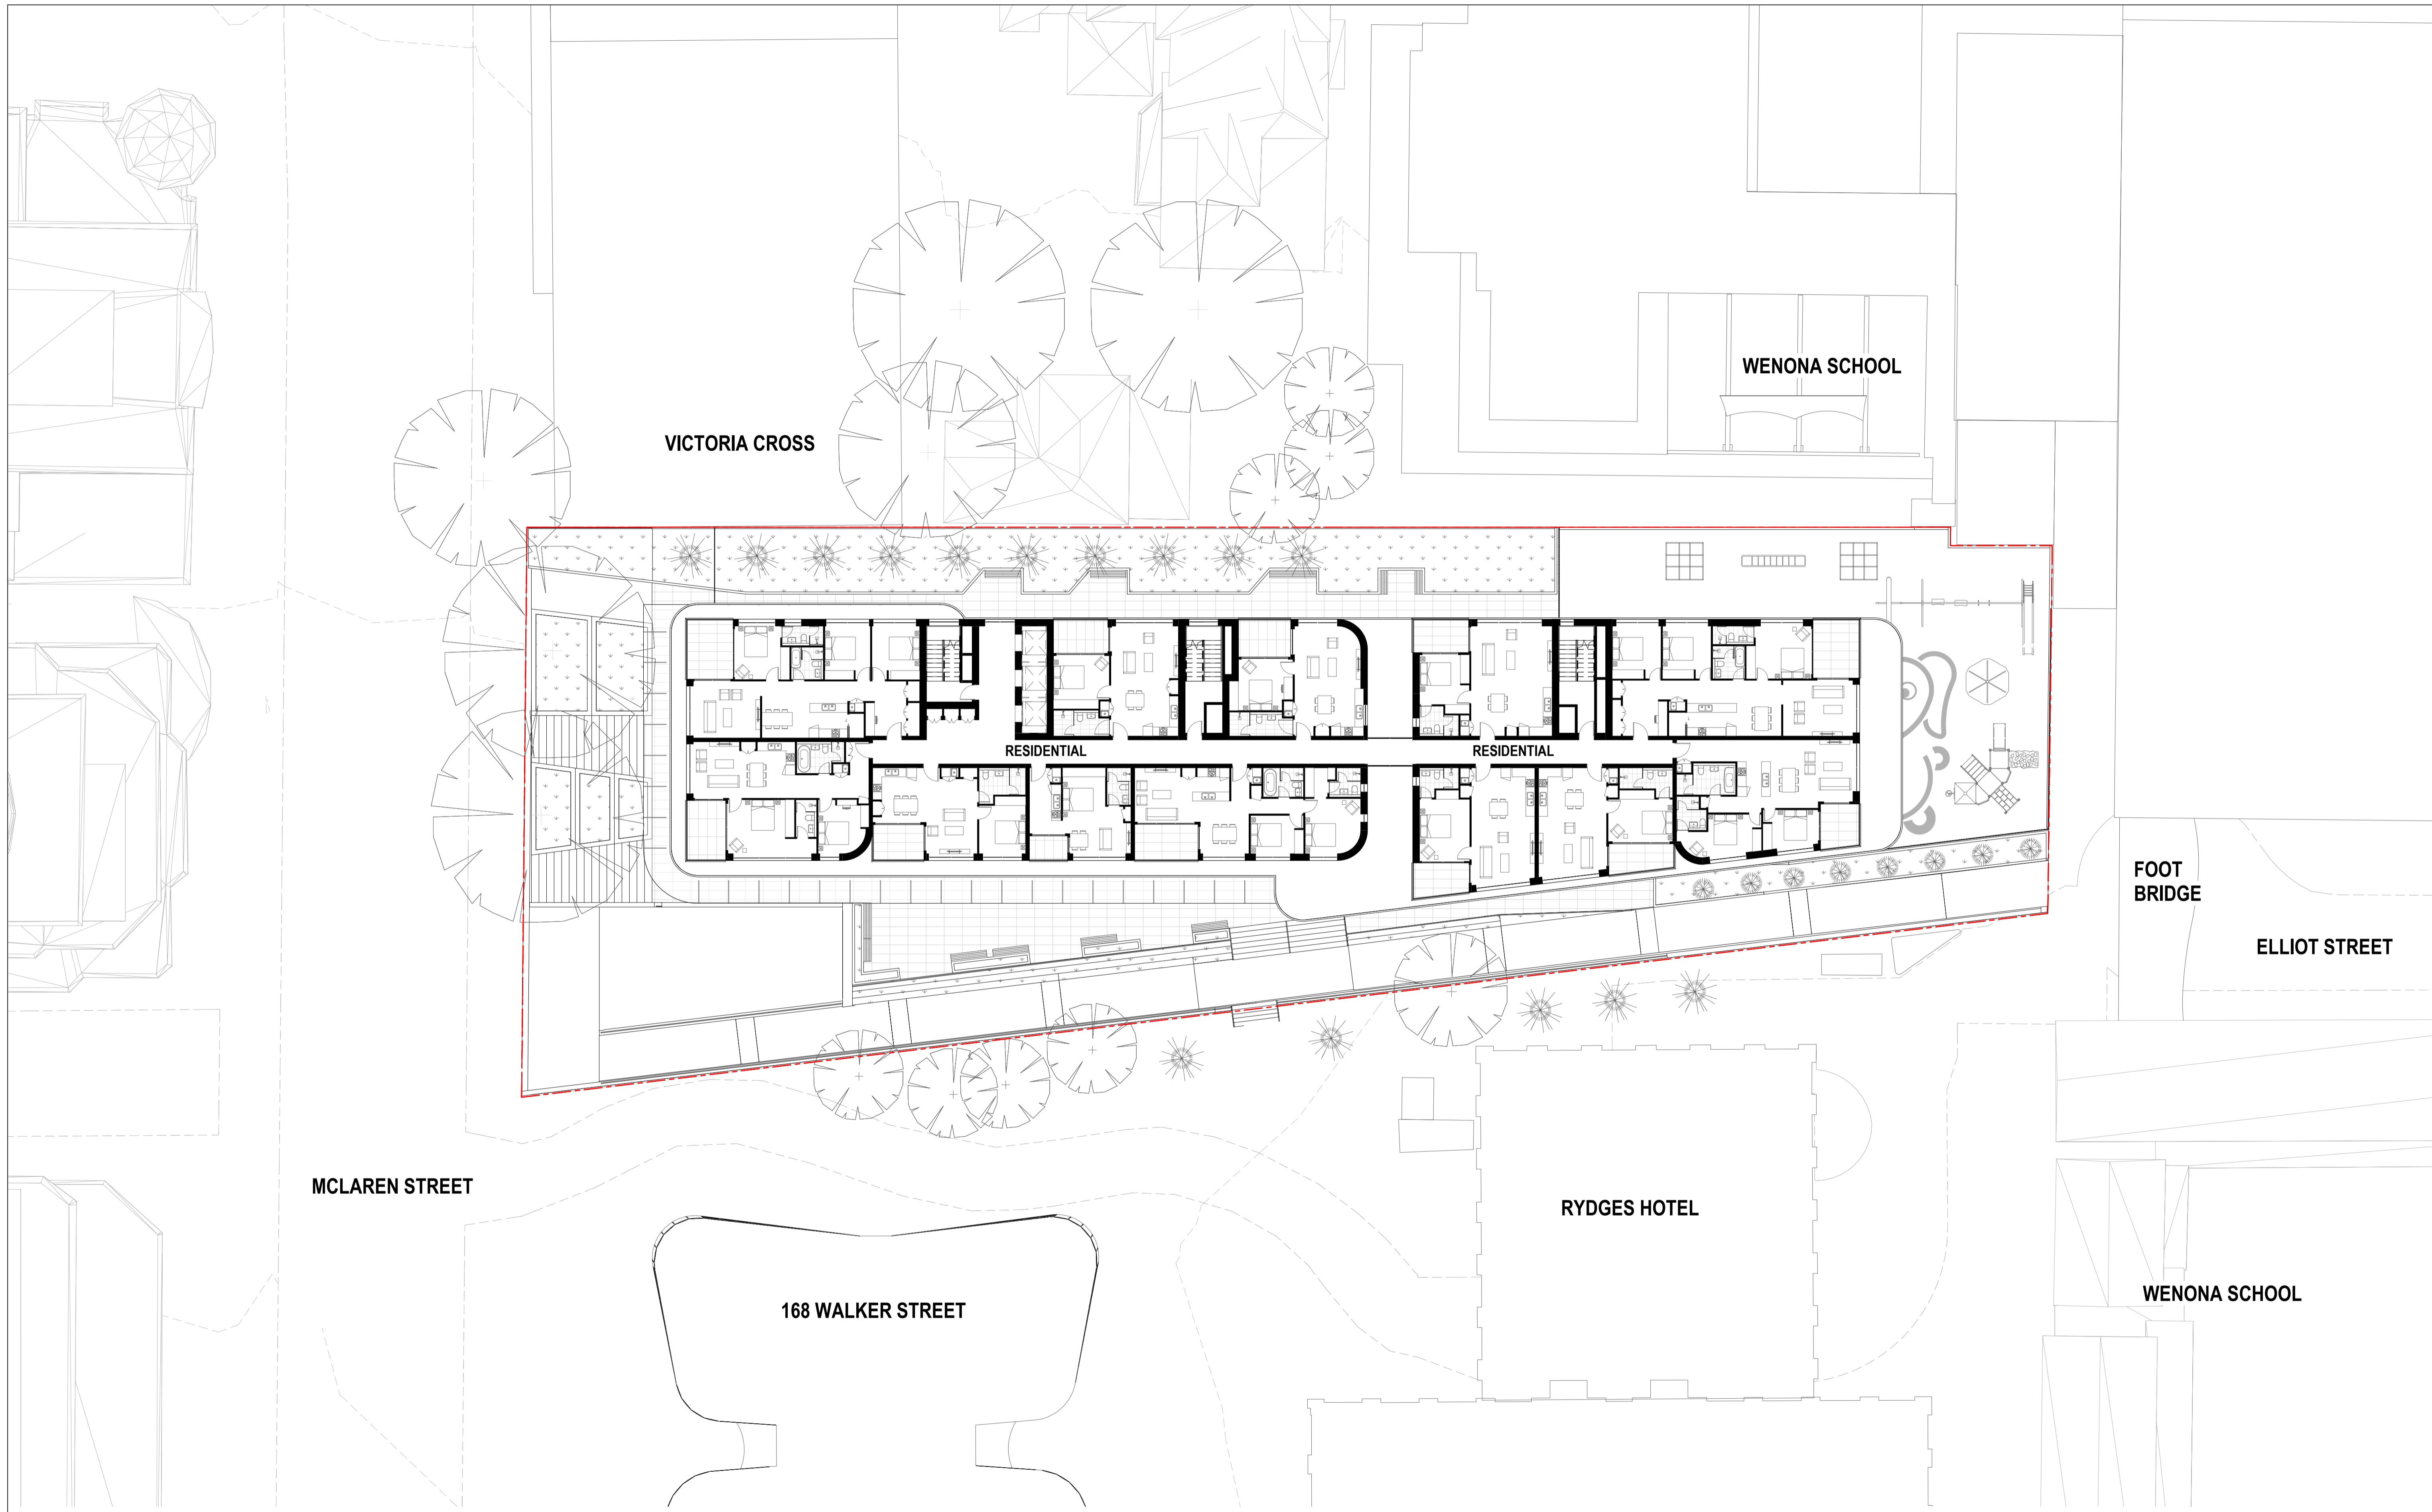 WENONA SCHOOL
VICTORIA CROSS
RESIDENTIAL
RESIDENTIAL
FOOT
BRIDGE
ELLIOT STREET
MCLAREN STREET
RYDGES HOTEL
WENONA SCHOOL
168 WALKER STREET